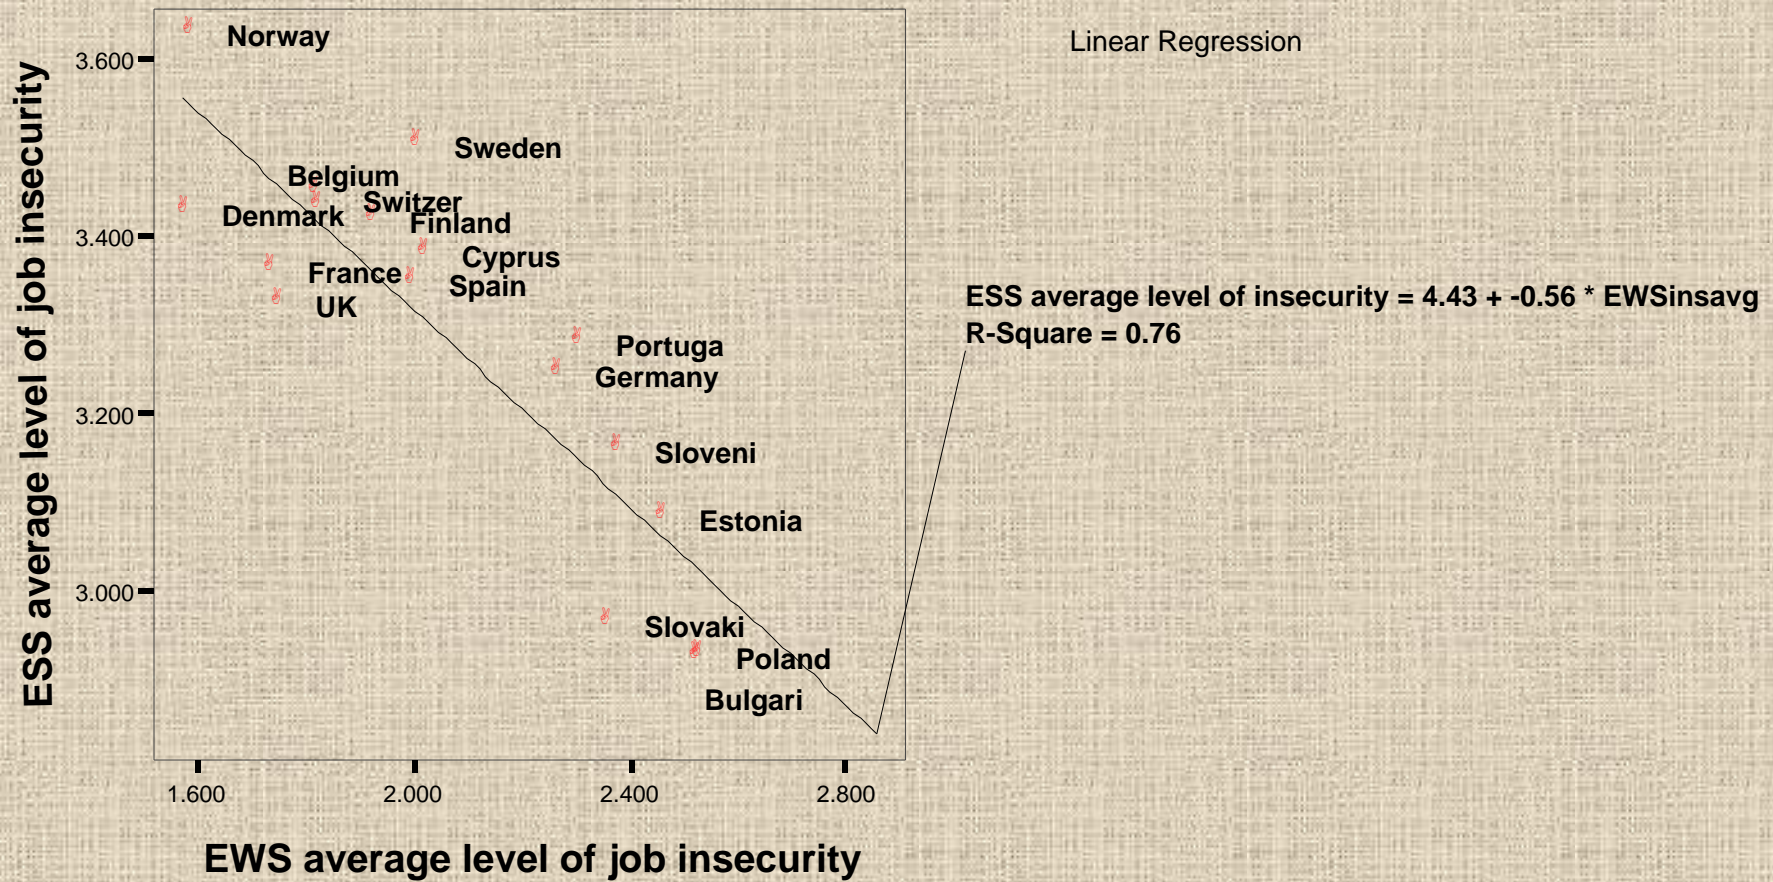 Linear Regression
Norway
3.600
Sweden
Belgium
Switzer
Denmark
Finland
3.400
Cyprus
France
Spain
UK
ESS average level of insecurity = 4.43 + -0.56 * EWSinsavg
R-Square = 0.76
Portuga
Germany
3.200
Sloveni
Estonia
3.000
Slovaki
Poland
Bulgari
ESS average level of job insecurity
1.600
2.000
2.400
2.800
EWS average level of job insecurity